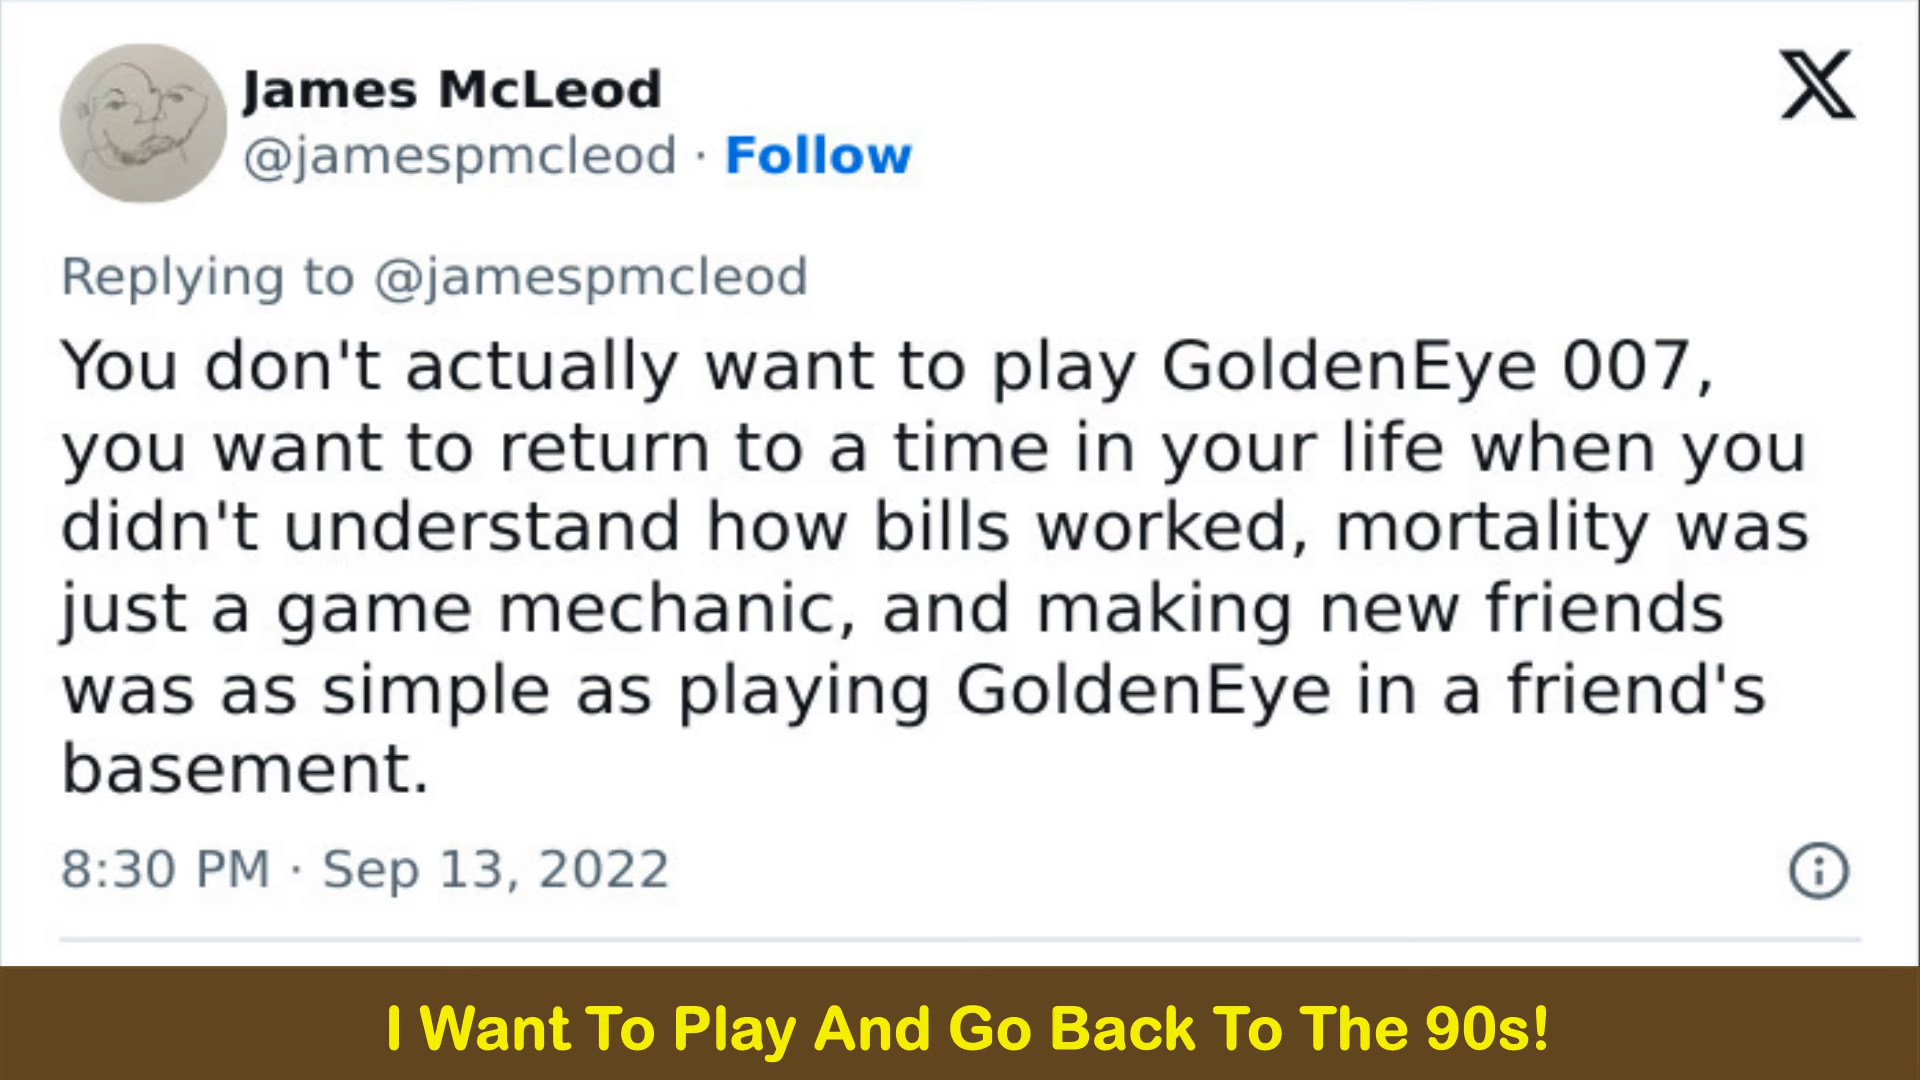 James McLeod
@jamespmcleod · Follow
Replying to @jamespmcleod
You don't actually want to play GoldenEye 007,
you want to return to a time in your life when you
didn't understand how bills worked, mortality was
just a game mechanic, and making new friends
was as simple as playing GoldenEye in a friend's
basement.
8:30 PM · Sep 13, 2022
I Want To Play And Go Back To The 90s!